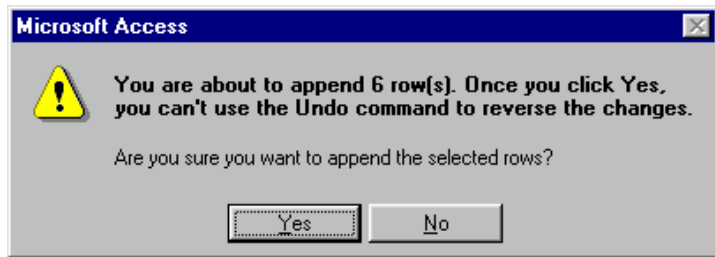 Microsoft Access
You are about to append 6 row(s). Once you click Yes,
you can't use the Undo command to reverse the changes.
Are you sure you want to append the selected rows?
Yes No